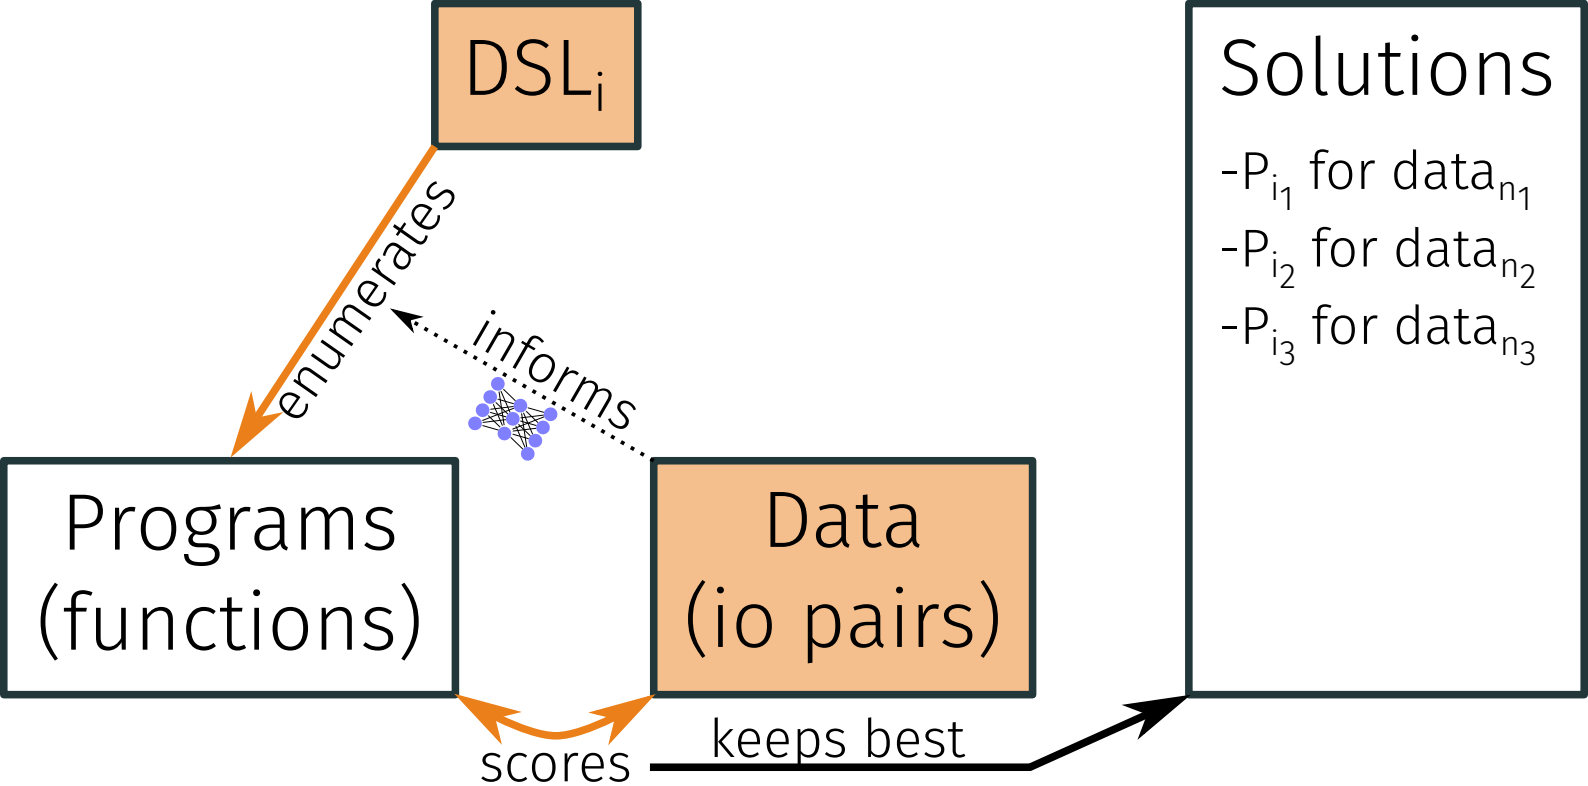 DSLi
enumerates
informs
Programs
(functions)
Data
(io pairs)
scores
keeps best
Solutions
-Pi1 for datan1
-Pi2 for datan2
-Pi3 for datan3